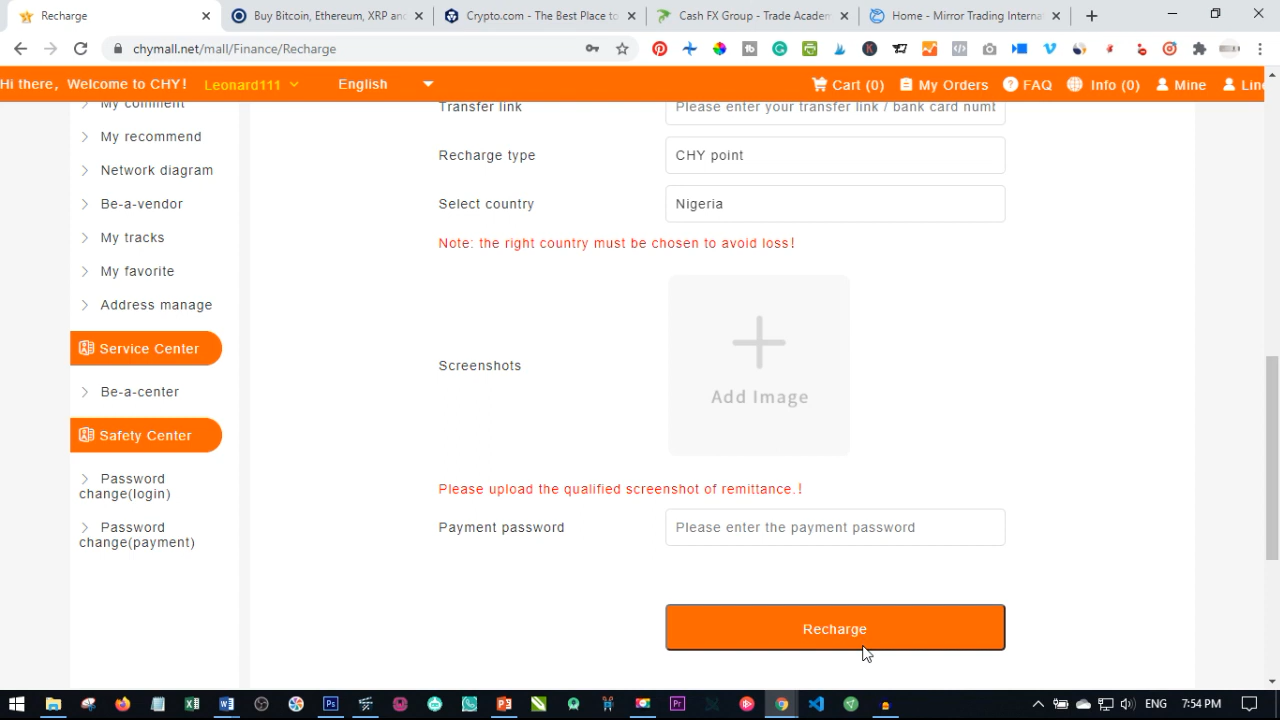 Recharge
Buy Bitcoin, Ethereum, XRP and
Crypto.com - The Best Place to
Cash FX Group - Trade Academ
Home - Mirror Trading Interna
chymall.net/mall/Finance/Recharge
Hi there, Welcome to CHY!
Leonard111
English
Cart (0)
My Orders
FAQ
Info (0)
Mine
Line
My comment
My recommend
Network diagram
Be-a-vendor
My tracks
My favorite
Address manage
Service Center
Be-a-center
Safety Center
Password
change(login)
Password
change(payment)
Transfer link
Please enter your transfer link / bank card numb
Recharge type
CHY point
Select country
Nigeria
Note: the right country must be chosen to avoid loss!
Screenshots
Add Image
Please upload the qualified screenshot of remittance.!
Payment password
Please enter the payment password
Recharge
ENG
7:54 PM